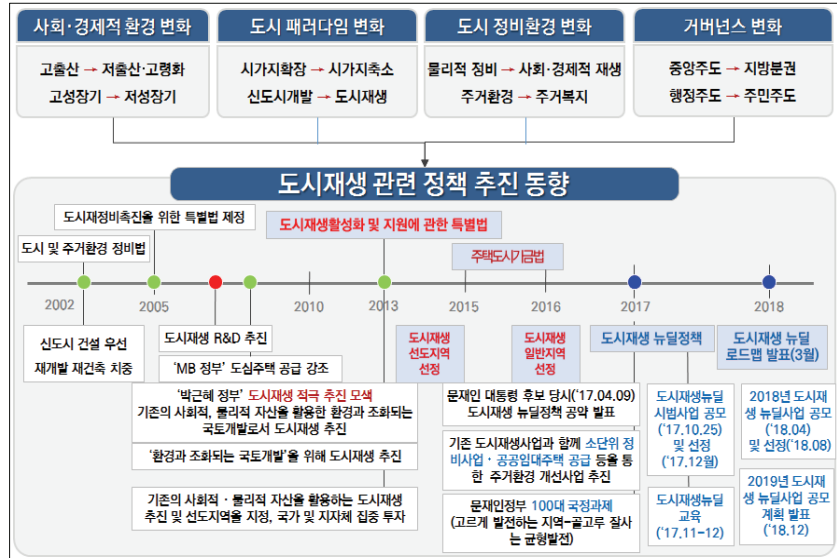 사회·경제적 환경 변화
고출산 → 저출산·고령화
고성장기 → 저성장기
도시 패러다임 변화
시가지확장 → 시가지축소
신도시개발 → 도시재생
도시 정비환경 변화
물리적 정비 → 사회·경제적 재생
주거환경 → 주거복지
거버넌스 변화
중앙주도 → 지방분권
행정주도 → 주민주도
도시재생 관련 정책 추진 동향
도시재정비촉진을 위한 특별법 제정
도시재생활성화 및 지원에 관한 특별법
도시 및 주거환경 정비법
주택도시기금법
2002
2005
2010
2013
2015
2016
2017
2018
신도시 건설 우선
재개발 재건축 치중
도시재생 R&D 추진
‘MB 정부’ 도심주택 공급 강조
도시재생
선도지역
선정
도시재생
일반지역
선정
도시재생 뉴딜정책
도시재생 뉴딜
로드맵 발표(3월)
‘박근혜 정부’ 도시재생 적극 추진 모색
기존의 사회적, 물리적 자산을 활용한 환경과 조화되는
국토개발로서 도시재생 추진
‘환경과 조화되는 국토개발’을 위해 도시재생 추진
기존의 사회적·물리적 자산을 활용하는 도시재생
추진 및 선도지역을 지정, 국가 및 지자체 집중 투자
문재인 대통령 후보 당시(‘17.04.09)
도시재생 뉴딜정책 공약 발표
기존 도시재생사업과 함께 소단위 정
비사업·공공임대주택 공급 등을 통
한 주거환경 개선사업 추진
문재인정부 100대 국정과제
(고르게 발전하는 지역-골고루 잘사
는 균형발전)
도시재생뉴딜
시범사업 공모
(‘17.10.25)
및 선정
(‘17.12월)
도시재생뉴딜
교육
(‘17.11-12)
2018년 도시재
생 뉴딜사업 공모
(‘18.04)
및 선정(‘18.08)
2019년 도시재
생 뉴딜사업 공모
계획 발표
(‘18.12)